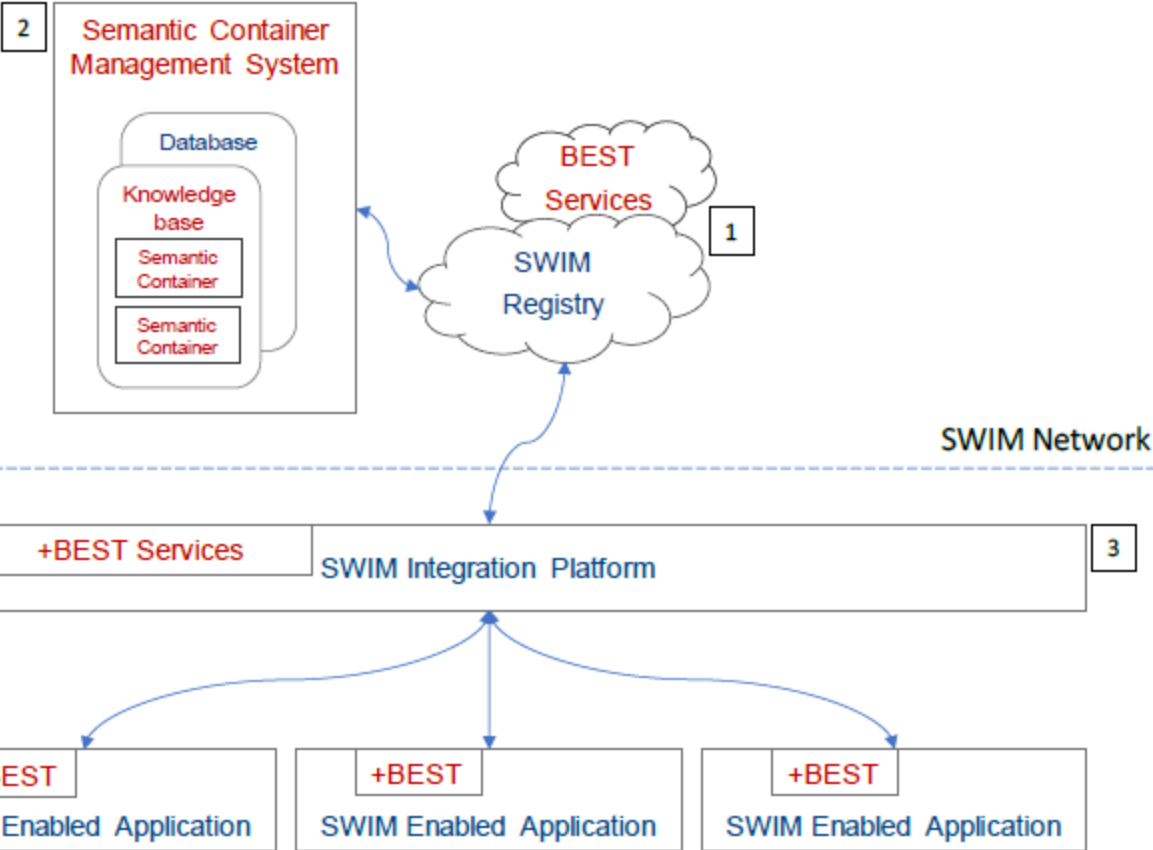 2
Semantic Container
Management System
Database
Knowledge
base
Semantic
Container
Semantic
Container
BEST
Services
1
SWIM
Registry
SWIM Network
+BEST Services
SWIM Integration Platform
3
EST
+BEST
+BEST
Enabled Application
SWIM Enabled Application
SWIM Enabled Application